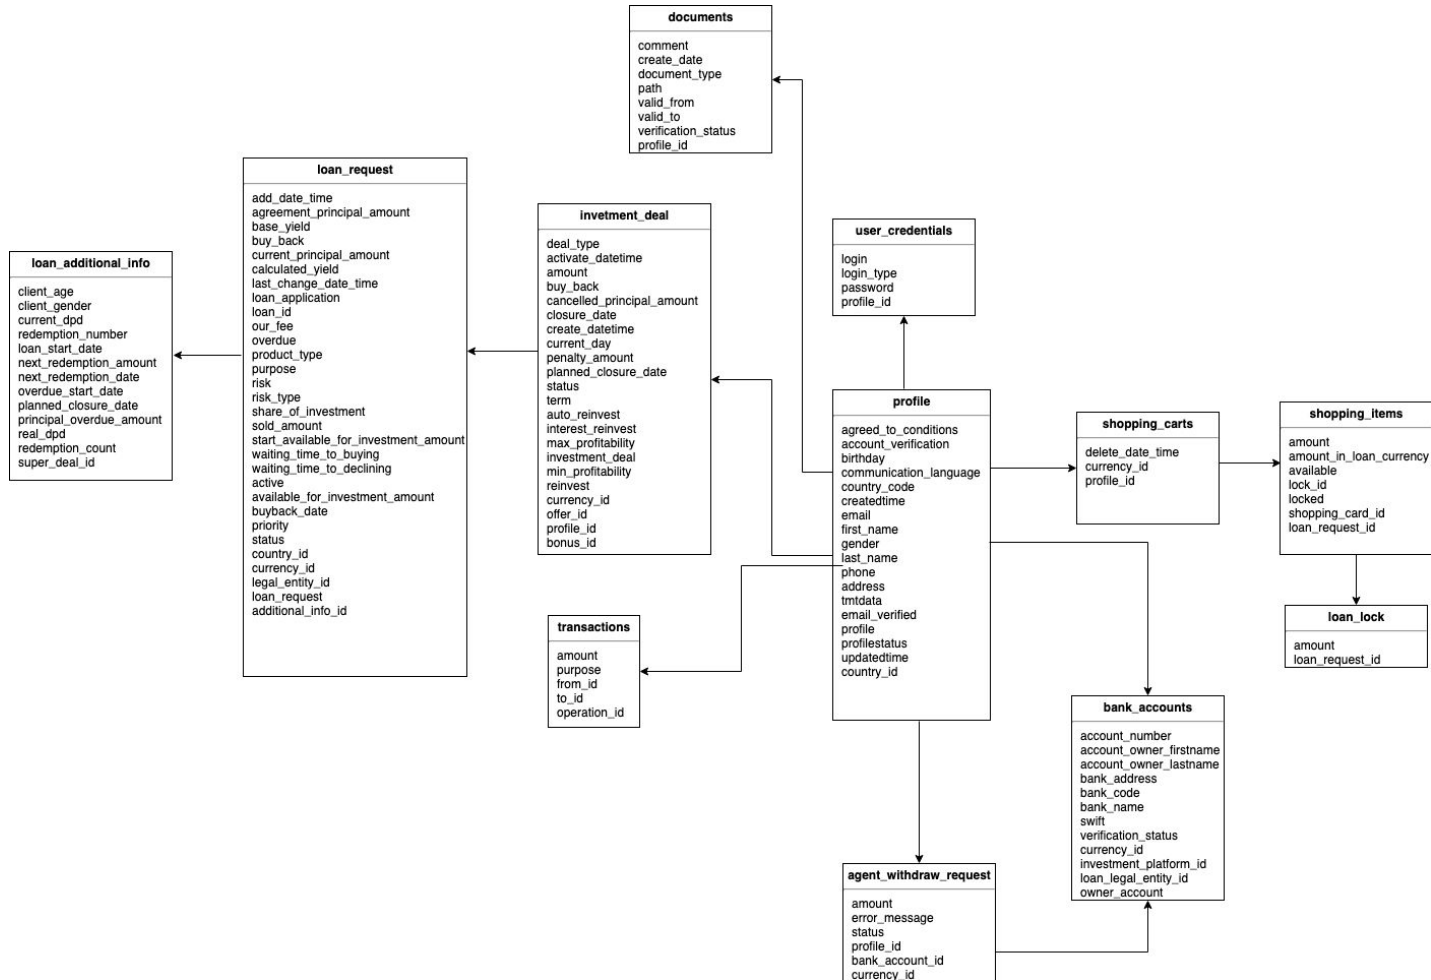 documents
comment
create_date
document_type
path
valid_from
valid_to
verification_status
profile_id
loan_request
add_date_time
agreement_principal_amount
base_yield
buy_back
current_principal_amount
calculated_yield
last_change_date_time
loan_application
loan_id
our_fee
overdue
product_type
purpose
risk
risk_type
share_of_investment
sold_amount
start_available_for_investment_amount
waiting_time_to_buying
waiting_time_to_declining
active
available_for_investment_amount
buyback_date
priority
status
country_id
currency_id
legal_entity_id
loan_request
additional_info_id
invetment_deal
deal_type
activate_datetime
amount
buy_back
cancelled_principal_amount
closure_date
create_datetime
current_day
penalty_amount
planned_closure_date
status
term
auto_reinvest
interest_reinvest
max_profitability
investment_deal
min_profitability
reinvest
currency_id
offer_id
profile_id
bonus_id
user_credentials
login
login_type
password
profile_id
loan_additional_info
client_age
client_gender
current_dpd
redemption_number
loan_start_date
next_redemption_amount
next_redemption_date
overdue_start_date
planned_closure_date
principal_overdue_amount
real_dpd
redemption_count
super_deal_id
profile
agreed_to_conditions
account_verification
birthday
communication_language
country_code
createdtime
email
first_name
gender
last_name
phone
address
tmtdata
email_verified
profile
profilestatus
updatedtime
country_id
shopping_carts
delete_date_time
currency_id
profile_id
shopping_items
amount
amount_in_loan_currency
available
lock_id
locked
shopping_card_id
loan_request_id
loan_lock
amount
loan_request_id
transactions
amount
purpose
from_id
to_id
operation_id
bank_accounts
account_number
account_owner_firstname
account_owner_lastname
bank_address
bank_code
bank_name
swift
verification_status
currency_id
investment_platform_id
loan_legal_entity_id
owner_account
agent_withdraw_request
amount
error_message
status
profile_id
bank_account_id
currency_id